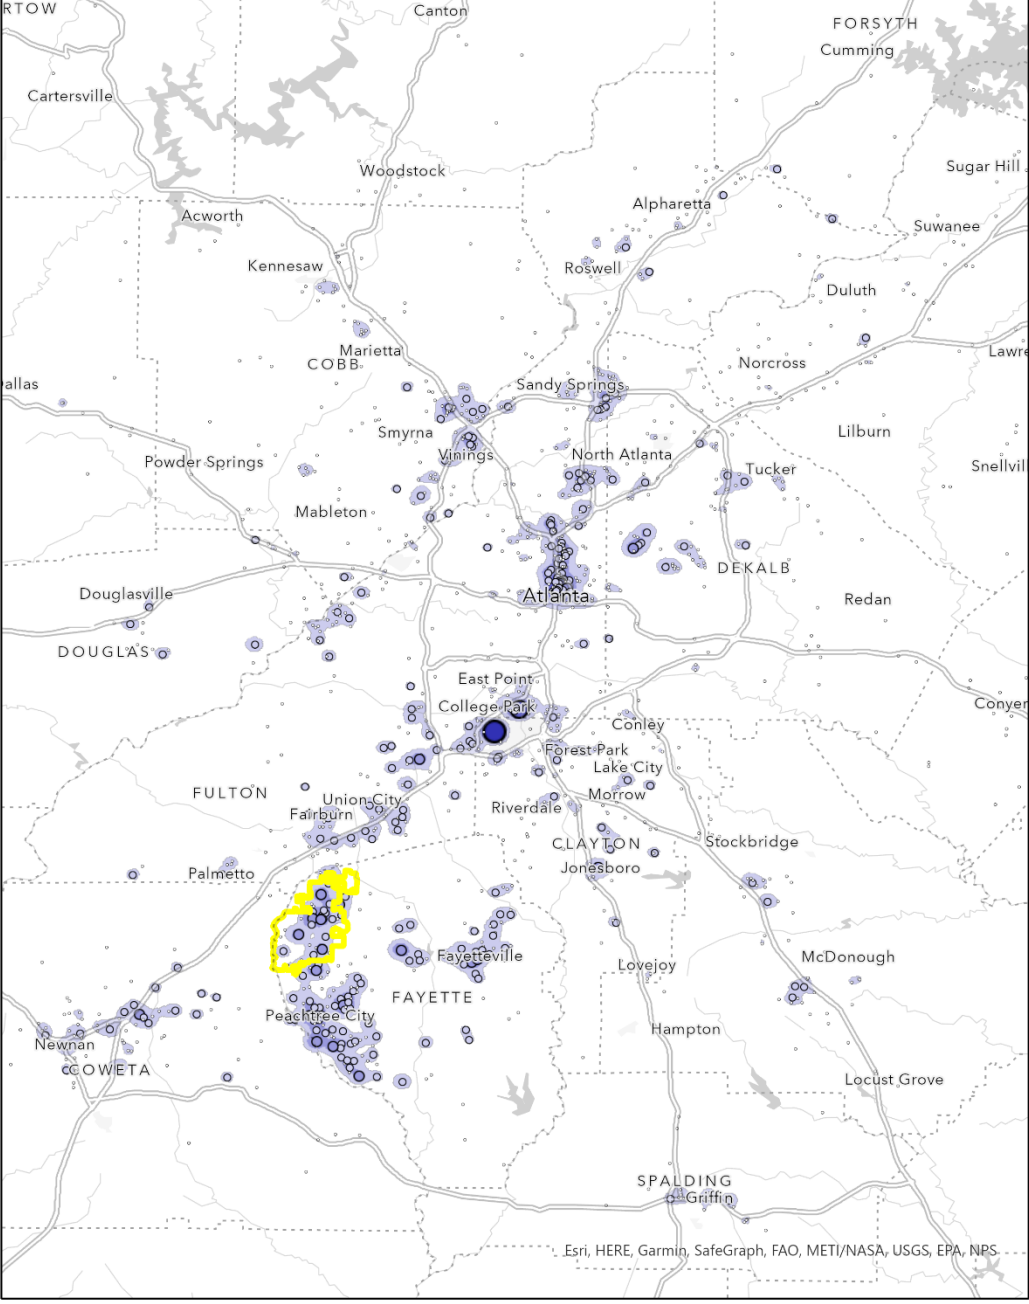 RTOW
Canton
FORSYTH
Cumming
Cartersville
Woodstock
Sugar Hill
Alpharetta
Acworth
Suwanee
Kennesaw
Roswell
Duluth
Marietta
Lawre
COBB
Norcross
allas
Sandy Springs
Smyrna
Lilburn
Vinings
North Atlanta
Powder Springs
Tucker
Snellvil
Mableton
DEKALB
Douglasville
Atlanta
Redan
DOUGLAS
East Point
College Park
Conyer
Conley
Forest Park
Lake City
FULTON
Morrow
Union City
Riverdale
Fairburn
CLAYTON
Stockbridge
Jonesboro
Palmetto
Fayetteville
McDonough
Lovejoy
FAYETTE
Peachtree City
Hampton
Newnan
COWETA
Locust Grove
SPALDING
Griffin
Esri, HERE, Garmin, SafeGraph, FAO, METI/NASA, USGS, EPA, NPS